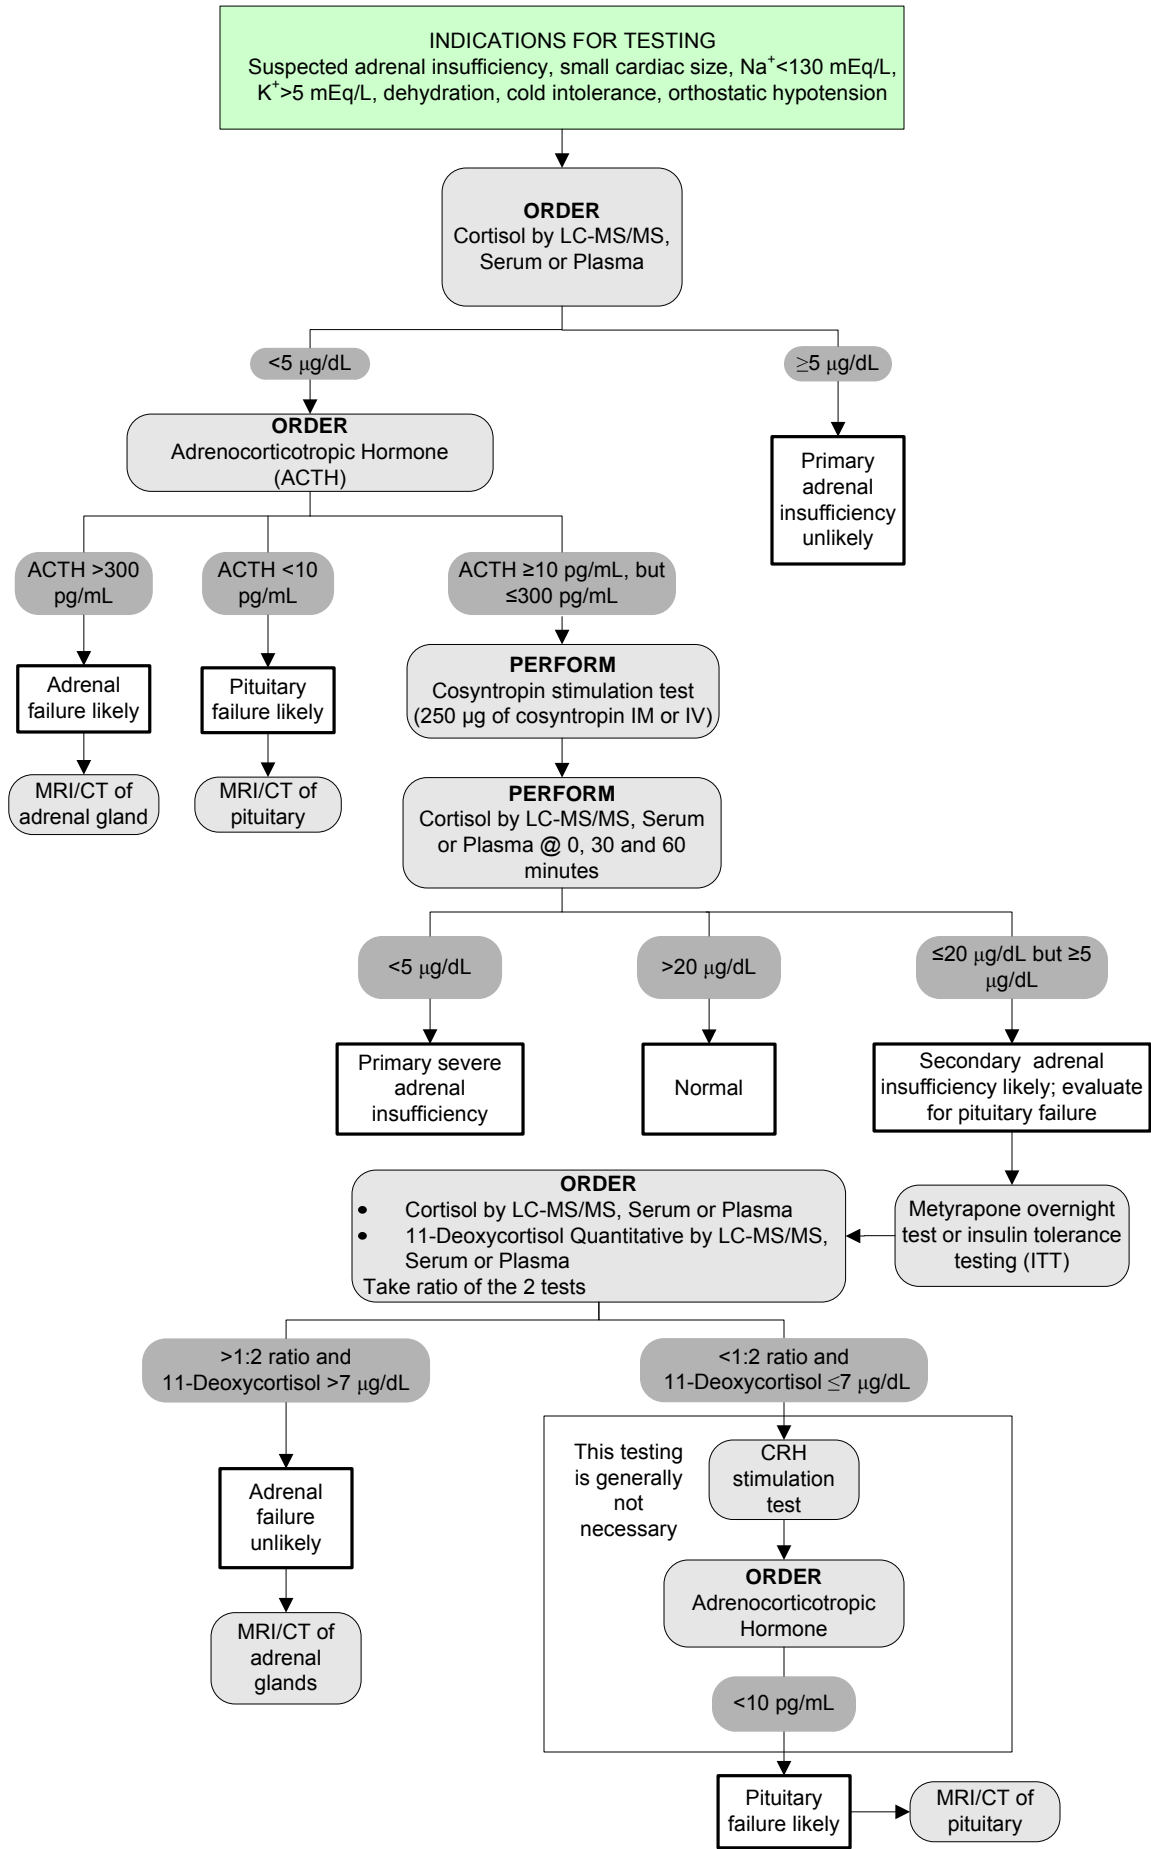 INDICATIONS FOR TESTING
Suspected adrenal insufficiency, small cardiac size, Na+<130 mEq/L,
K+>5 mEq/L, dehydration, cold intolerance, orthostatic hypotension
ORDER
Cortisol by LC-MS/MS,
Serum or Plasma
<5 μg/dL
≥5 μg/dL
ORDER
Adrenocorticotropic Hormone
(ACTH)
Primary
adrenal
insufficiency
unlikely
ACTH >300
pg/mL
ACTH <10
pg/mL
ACTH ≥10 pg/mL, but
≤300 pg/mL
Adrenal
failure likely
Pituitary
failure likely
PERFORM
Cosyntropin stimulation test
(250 μg of cosyntropin IM or IV)
MRI/CT of
adrenal gland
MRI/CT of
pituitary
PERFORM
Cortisol by LC-MS/MS, Serum
or Plasma @ 0, 30 and 60
minutes
<5 μg/dL
>20 μg/dL
≤20 μg/dL but ≥5
μg/dL
Primary severe
adrenal
insufficiency
Normal
Secondary adrenal
insufficiency likely; evaluate
for pituitary failure
ORDER
• Cortisol by LC-MS/MS, Serum or Plasma
• 11-Deoxycortisol Quantitative by LC-MS/MS,
Serum or Plasma
Take ratio of the 2 tests
Metyrapone overnight
test or insulin tolerance
testing (ITT)
>1:2 ratio and
11-Deoxycortisol >7 μg/dL
<1:2 ratio and
11-Deoxycortisol ≤7 μg/dL
This testing
is generally
not
necessary
CRH
stimulation
test
Adrenal
failure
unlikely
ORDER
Adrenocorticotropic
Hormone
MRI/CT of
adrenal
glands
<10 pg/mL
Pituitary
failure likely
MRI/CT of
pituitary